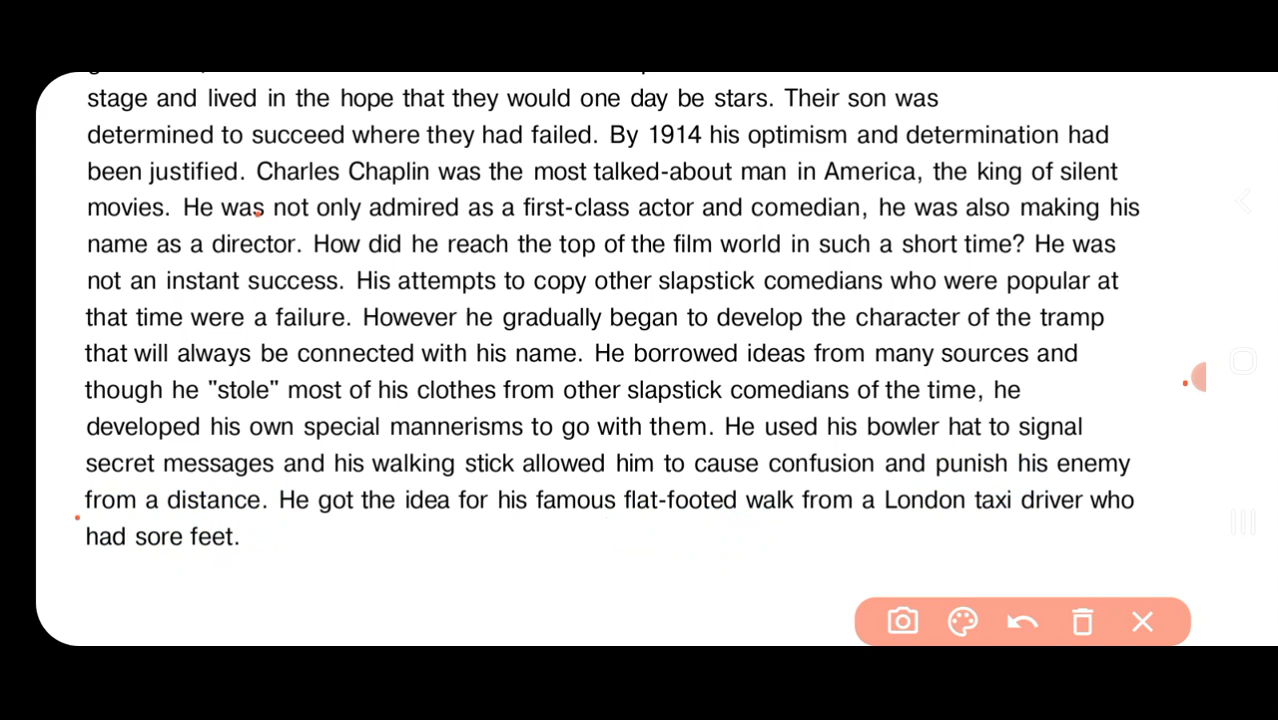 stage and lived in the hope that they would one day be stars. Their son was
determined to succeed where they had failed. By 1914 his optimism and determination had
been justified. Charles Chaplin was the most talked-about man in America, the king of silent
movies. He was not only admired as a first-class actor and comedian, he was also making his
name as a director. How did he reach the top of the film world in such a short time? He was
not an instant success. His attempts to copy other slapstick comedians who were popular at
that time were a failure. However he gradually began to develop the character of the tramp
that will always be connected with his name. He borrowed ideas from many sources and
though he "stole" most of his clothes from other slapstick comedians of the time, he
developed his own special mannerisms to go with them. He used his bowler hat to signal
secret messages and his walking stick allowed him to cause confusion and punish his enemy
from a distance. He got the idea for his famous flat-footed walk from a London taxi driver who
had sore feet.